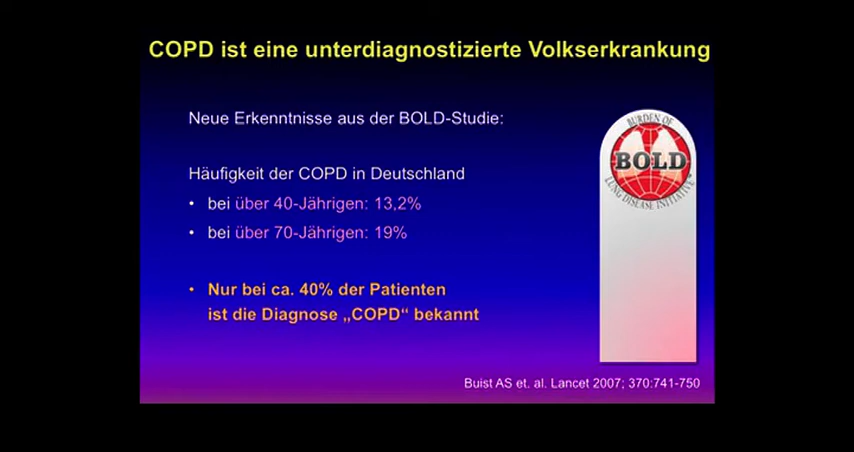 COPD ist eine unterdiagnostizierte Volkserkrankung
Neue Erkenntnisse aus der BOLD-Studie:
Häufigkeit der COPD in Deutschland
• bei über 40-Jährigen: 13,2%
• bei über 70-Jährigen: 19%
• Nur bei ca. 40% der Patienten
ist die Diagnose „COPD“ bekannt
BURDEN OF
BOLD
LUNG DISEASE INITIATIVE
Buist AS et. al. Lancet 2007; 370:741-750